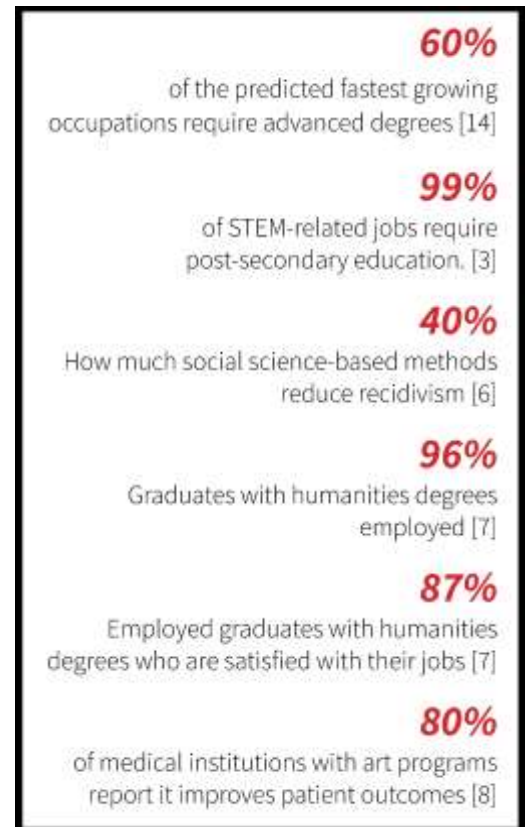 60%
of the predicted fastest growing
occupations require advanced degrees [14]
99%
of STEM-related jobs require
post-secondary education. [3]
40%
How much social science-based methods
reduce recidivism [6]
96%
Graduates with humanities degrees
employed [7]
87%
Employed graduates with humanities
degrees who are satisfied with their jobs [7]
80%
of medical institutions with art programs
report it improves patient outcomes [8]